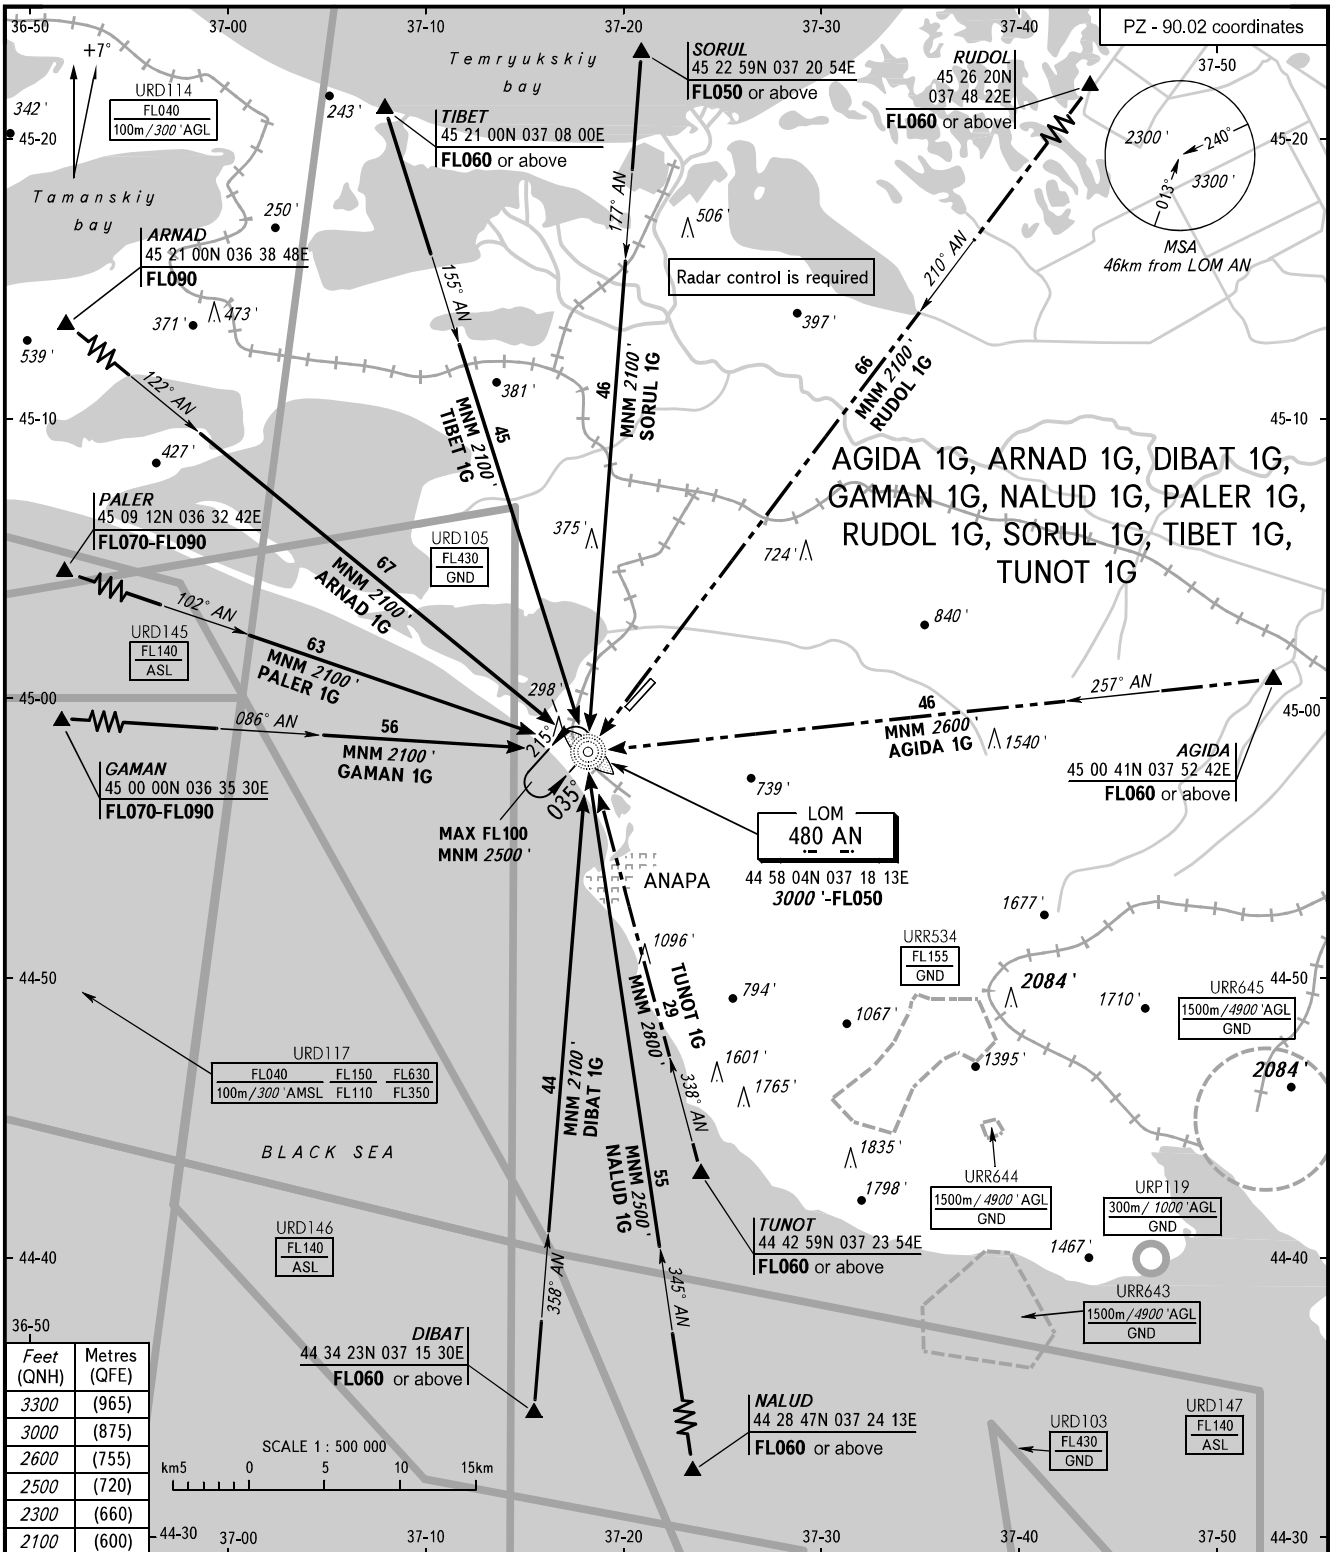 36-50
37-00
37-10
37-20
37-30
37-40
PZ - 90.02 coordinates
37-50
+7°
342'
URD114
FL040
100m/300'AGL
243'
Temryukskiy
bay
SORUL
45 22 59N 037 20 54E
FL050 or above
RUDOL
45 26 20N
037 48 22E
FL060 or above
TIBET
45 21 00N 037 08 00E
FL060 or above
2300'
240°
3300'
013°
MSA
46km from LOM AN
45-20
45-20
Tamanskiy
bay
250'
ARNAD
45 21 00N 036 38 48E
FL090
177° AN
506'
Radar control is required
210° AN
155° AN
371'
473'
539'
397'
122° AN
381'
46
MNM 2100'
SORUL 1G
66
MNM 2100'
RUDOL 1G
45
MNM 2100'
TIBET 1G
45-10
45-10
427'
AGIDA 1G, ARNAD 1G, DIBAT 1G,
GAMAN 1G, NALUD 1G, PALER 1G,
RUDOL 1G, SORUL 1G, TIBET 1G,
TUNOT 1G
PALER
45 09 12N 036 32 42E
FL070-FL090
URD105
FL430
GND
375'
724'
67
MNM 2100'
ARNAD 1G
102° AN
URD145
FL140
ASL
840'
63
MNM 2100'
PALER 1G
298'
257° AN
45-00
45-00
086° AN
56
MNM 2100'
GAMAN 1G
215°
035°
46
MNM 2600'
AGIDA 1G
1540'
AGIDA
45 00 41N 037 52 42E
FL060 or above
GAMAN
45 00 00N 036 35 30E
FL070-FL090
739'
MAX FL100
MNM 2500'
LOM
480 AN
44 58 04N 037 18 13E
3000'-FL050
ANAPA
1677'
1096'
URR534
FL155
GND
44-50
44-50
2084'
1710'
URR645
1500m/4900'AGL
GND
TUNOT 1G
29
MNM 2800'
794'
1067'
URD117
FL040
100m/300'AMSL
FL150
FL110
FL630
FL350
1601'
1765'
1395'
2084'
44
MNM 2100'
DIBAT 1G
338° AN
BLACK SEA
55
MNM 2500'
NALUD 1G
1835'
1798'
URR644
1500m/4900'AGL
GND
URP119
300m/1000'AGL
GND
URD146
FL140
ASL
TUNOT
44 42 59N 037 23 54E
FL060 or above
1467'
44-40
44-40
358° AN
345° AN
URR643
1500m/4900'AGL
GND
36-50
DIBAT
44 34 23N 037 15 30E
FL060 or above
NALUD
44 28 47N 037 24 13E
FL060 or above
URD103
FL430
GND
URD147
FL140
ASL
Feet (QNH) Metres (QFE)
3300 (965)
3000 (875)
2600 (755)
2500 (720)
2300 (660)
2100 (600)
SCALE 1 : 500 000
km5 0 5 10 15km
44-30
37-00
37-10
37-20
37-30
37-40
37-50
44-30